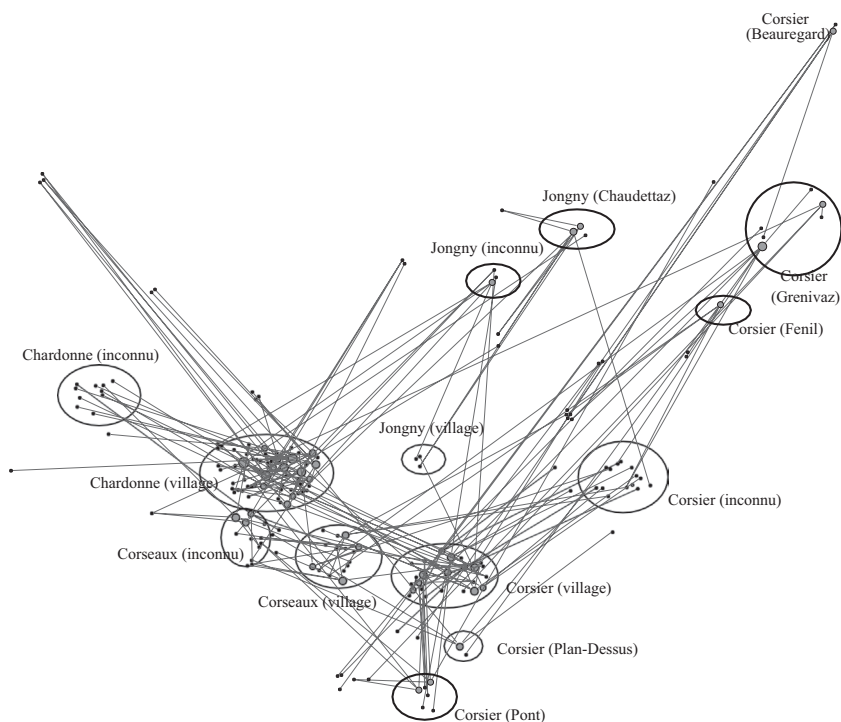 Corsier
(Beauregard)
Jongny (Chaudettaz)
Jongny (inconnu)
Corsier
(Grenivaz)
Corsier (Fenil)
Chardonne (inconnu)
Jongny (village)
Chardonne (village)
Corsier (inconnu)
Corseaux (inconnu)
Corsier (village)
Corseaux (village)
Corsier (Plan-Dessus)
Corsier (Pont)